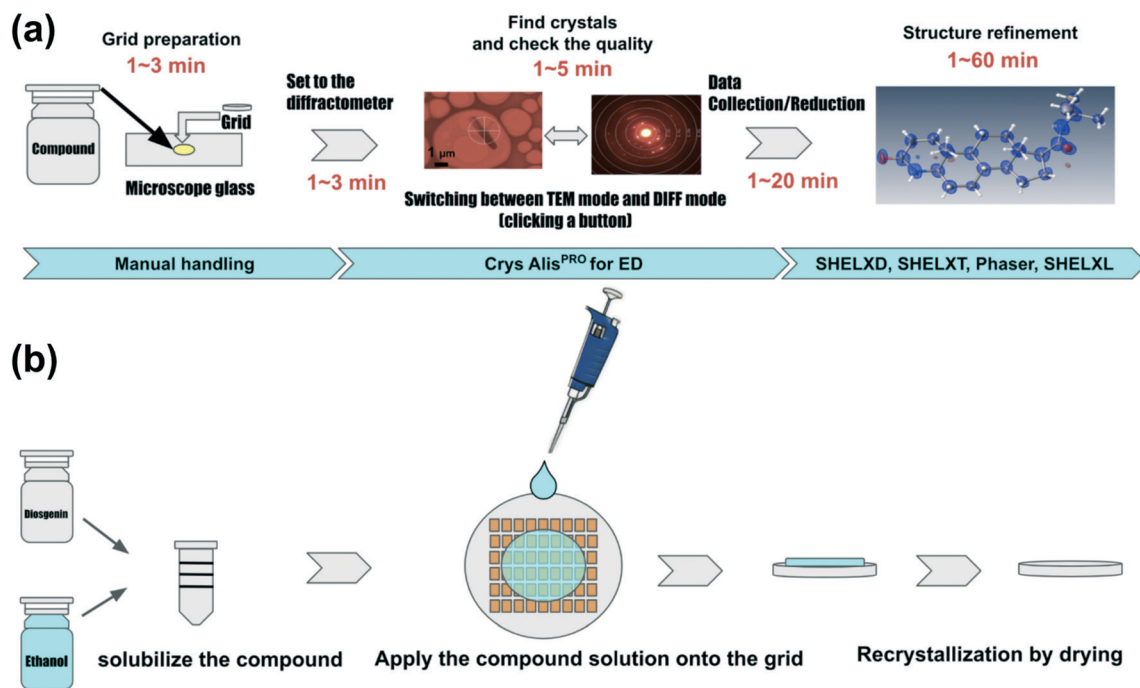 (a)
Grid preparation
1~3 min
Compound
Grid
Microscope glass
Set to the
diffractometer
1~3 min
Find crystals
and check the quality
1~5 min
1 μm
Switching between TEM mode and DIFF mode
(clicking a button)
Data
Collection/Reduction
1~20 min
Structure refinement
1~60 min
Manual handling
Crys Alisᴾᴿᴼ for ED
SHELXD, SHELXT, Phaser, SHELXL
(b)
Diosgenin
Ethanol
solubilize the compound
Apply the compound solution onto the grid
Recrystallization by drying